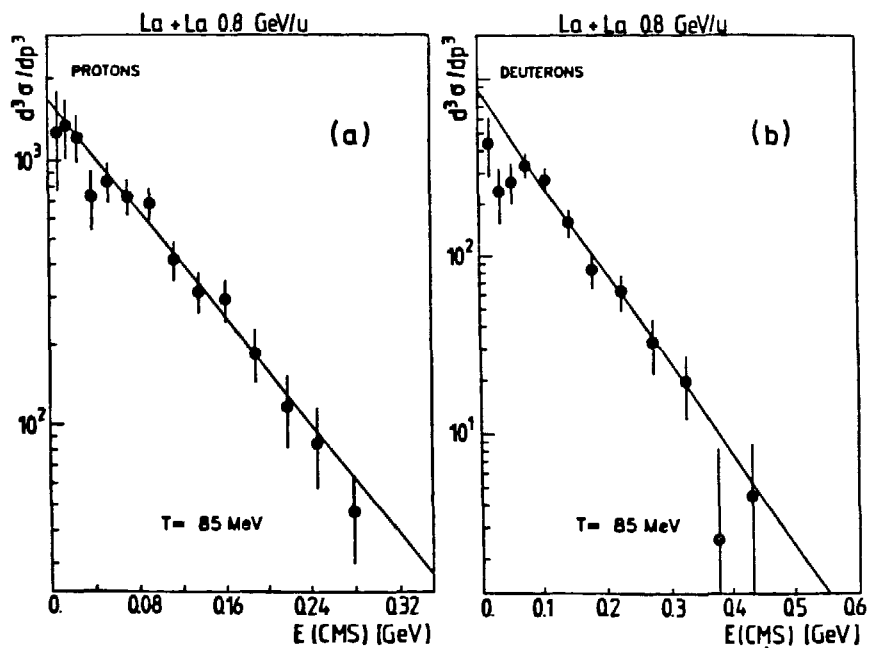 La + La 0.8 GeV/u
d³σ/dp³
PROTONS
(a)
10³
10²
T= 85 MeV
0. 0.08 0.16 0.24 0.32
E (CMS) [GeV]
La + La 0.8 GeV/u
d³σ/dp³
DEUTERONS
(b)
10³
10²
10¹
T= 85 MeV
0. 0.1 0.2 0.3 0.4 0.5 0.6
E(CMS) [GeV]